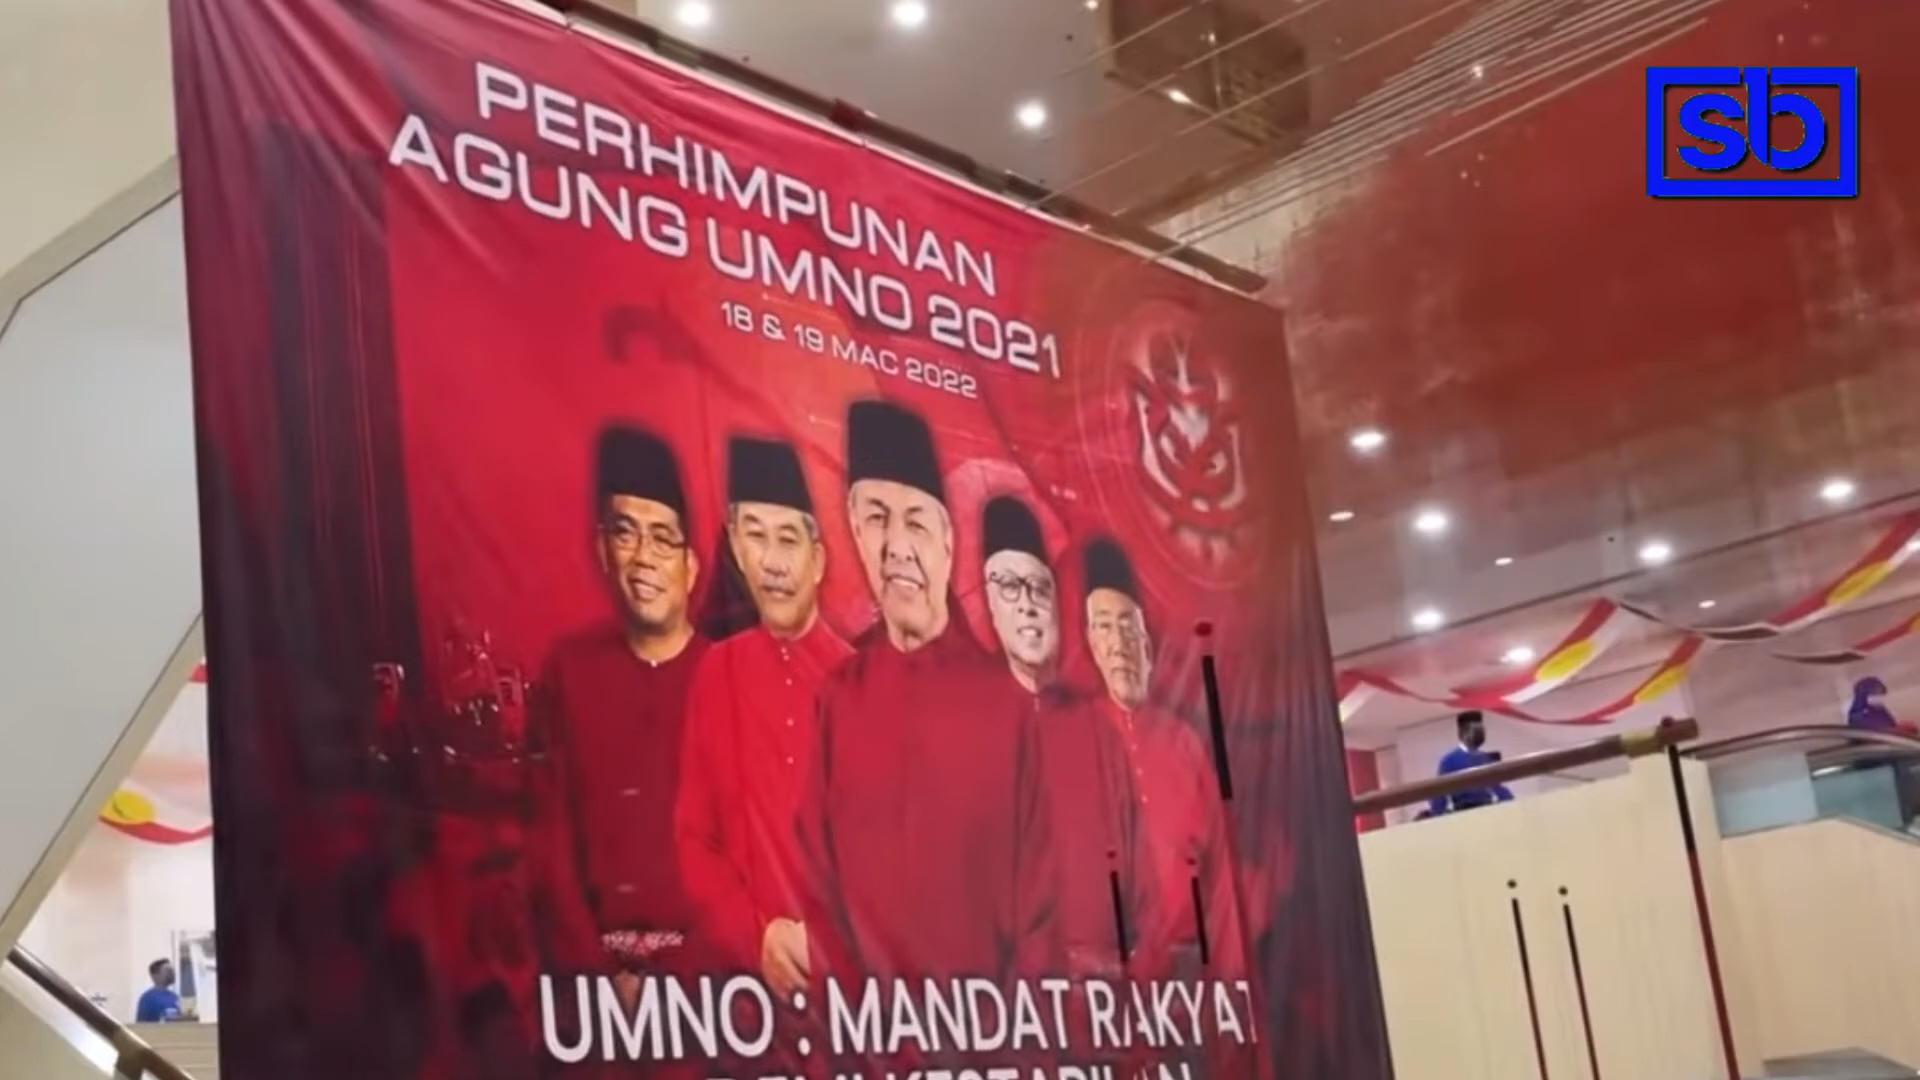 sb
PERHIMPUNAN
AGUNG UMNO 2021
18 & 19 MAC 2022
UMNO : MANDAT RAKYAT